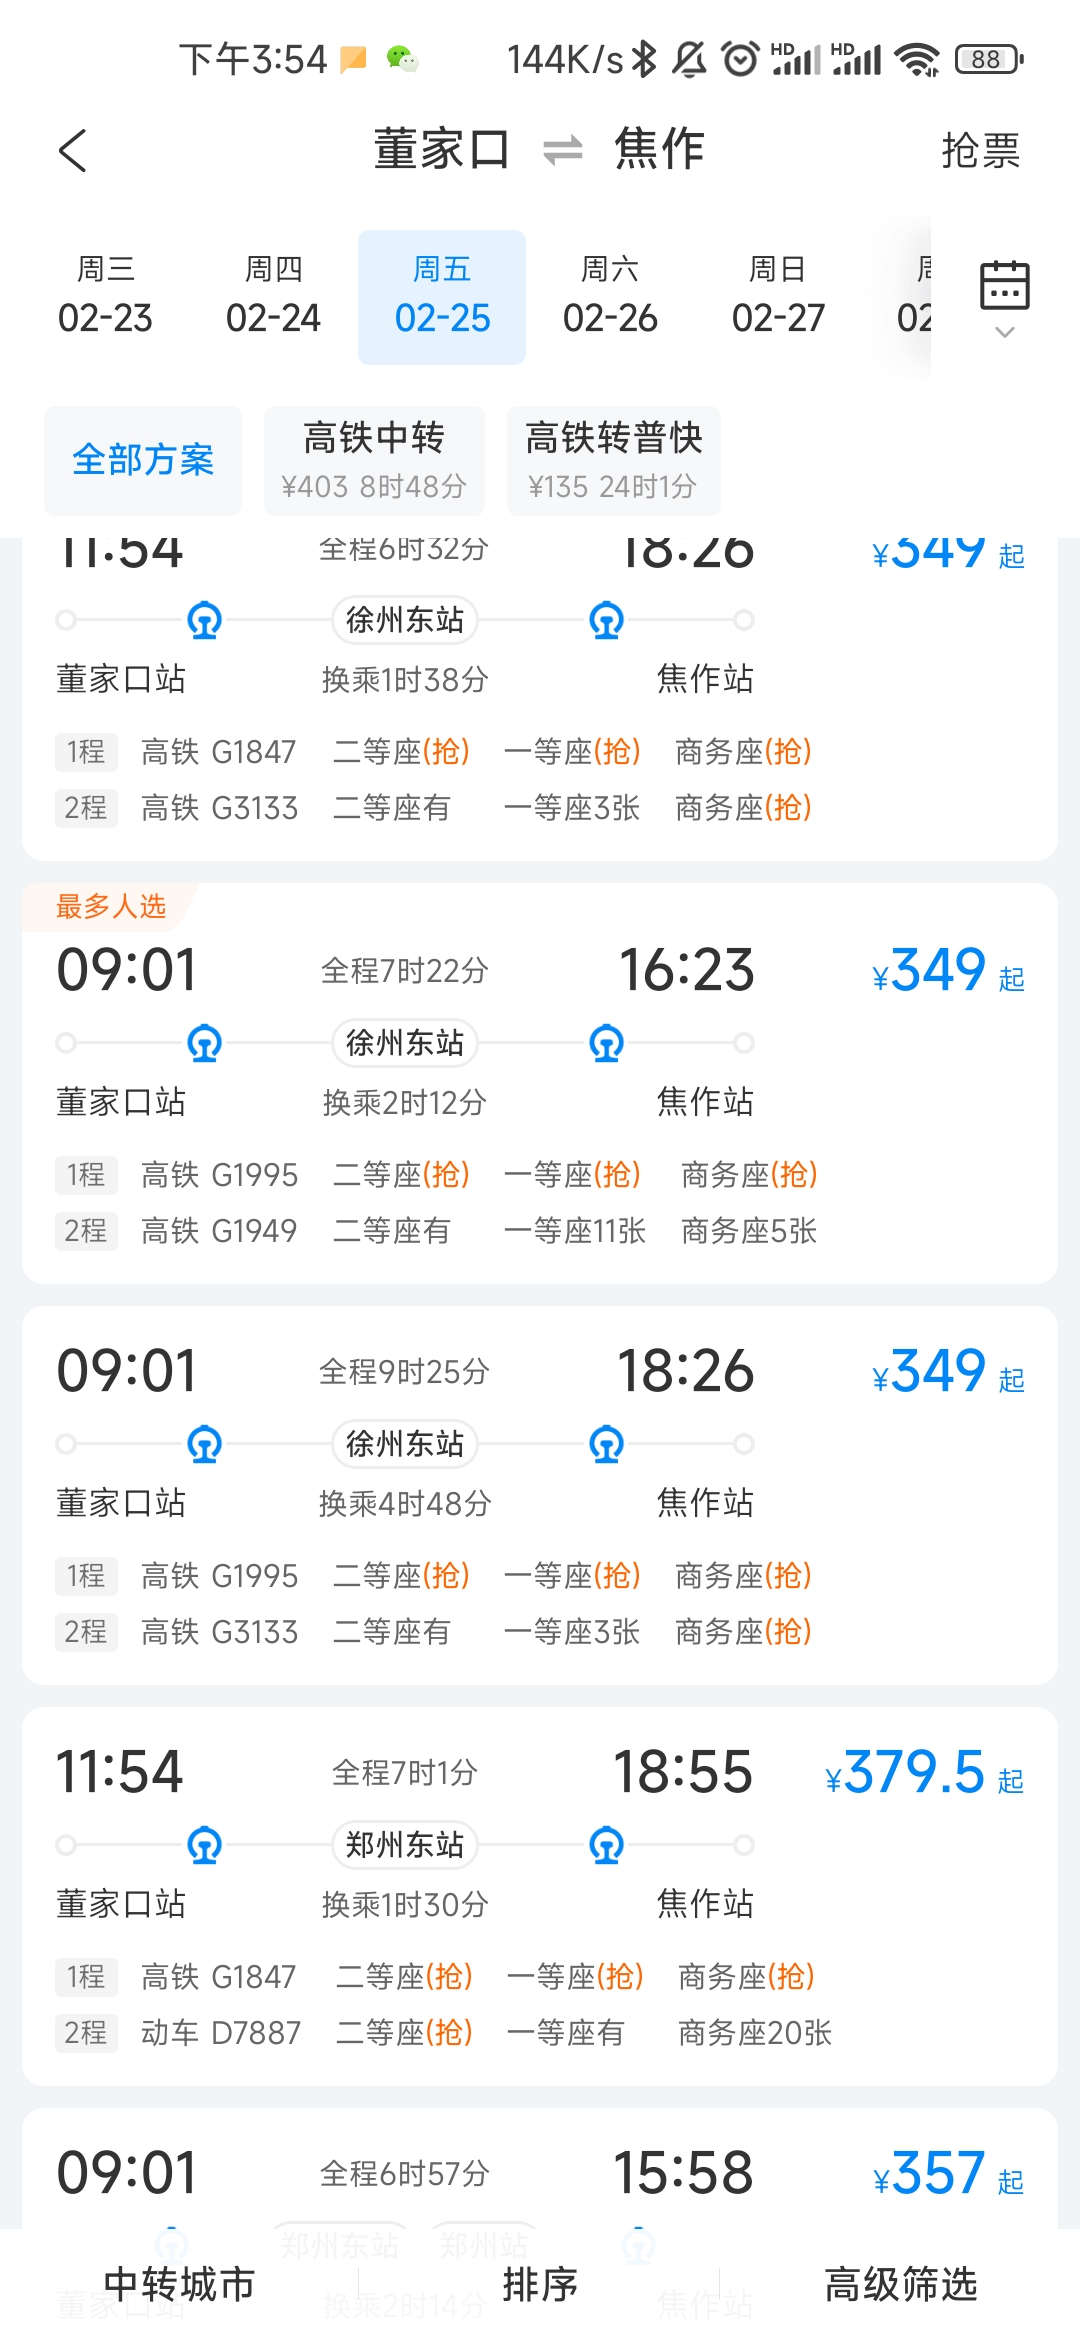 下午3:54 144K/s HD HD 88
董家口 焦作 抢票
周三 周四 周五 周六 周日 周
02-23 02-24 02-25 02-26 02-27 02
全部方案 高铁中转 高铁转普快
¥403 8时48分 ¥135 24时1分
11:54 全程6时32分 18:26 ¥349 起
徐州东站
董家口站 换乘1时38分 焦作站
1程 高铁 G1847 二等座(抢) 一等座(抢) 商务座(抢)
2程 高铁 G3133 二等座有 一等座3张 商务座(抢)
最多人选
09:01 全程7时22分 16:23 ¥349 起
徐州东站
董家口站 换乘2时12分 焦作站
1程 高铁 G1995 二等座(抢) 一等座(抢) 商务座(抢)
2程 高铁 G1949 二等座有 一等座11张 商务座5张
09:01 全程9时25分 18:26 ¥349 起
徐州东站
董家口站 换乘4时48分 焦作站
1程 高铁 G1995 二等座(抢) 一等座(抢) 商务座(抢)
2程 高铁 G3133 二等座有 一等座3张 商务座(抢)
11:54 全程7时1分 18:55 ¥379.5 起
郑州东站
董家口站 换乘1时30分 焦作站
1程 高铁 G1847 二等座(抢) 一等座(抢) 商务座(抢)
2程 动车 D7887 二等座(抢) 一等座有 商务座20张
09:01 全程6时57分 15:58 ¥357 起
郑州东站 郑州站
董家口站 换乘2时14分 焦作站
中转城市 排序 高级筛选